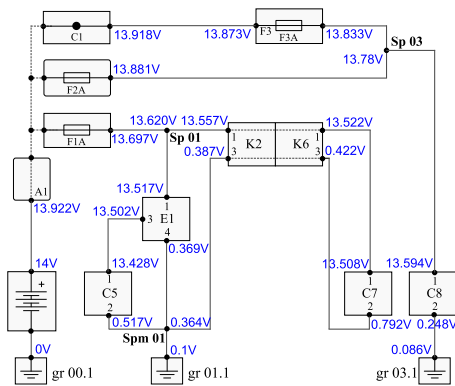 C1
13.918V
13.873V
F3
F3A
13.833V
Sp 03
13.78V
F2A
13.881V
F1A
13.620V
13.697V
Sp 01
13.557V
0.387V
1
3
K2
K6
1
3
13.522V
0.422V
A1
13.922V
13.517V
13.502V
1
3
E1
4
0.369V
14V
+
13.428V
1
C5
2
0.517V
0.364V
Spm 01
13.508V
1
C7
2
0.792V
13.594V
1
C8
2
0.248V
0V
gr 00.1
0.1V
gr 01.1
0.086V
gr 03.1